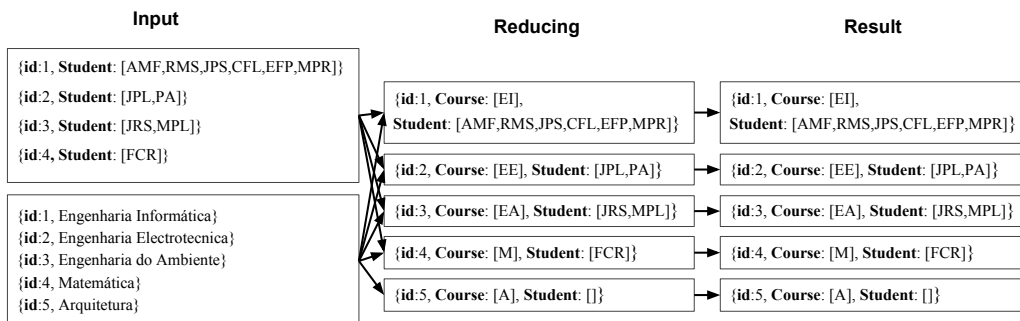 Input
{id:1, Student: [AMF,RMS,JPS,CFL,EFP,MPR]}
{id:2, Student: [JPL,PA]}
{id:3, Student: [JRS,MPL]}
{id:4, Student: [FCR]}
{id:1, Engenharia Informática}
{id:2, Engenharia Electrotecnica}
{id:3, Engenharia do Ambiente}
{id:4, Matemática}
{id:5, Arquitetura}
Reducing
{id:1, Course: [EI],
Student: [AMF,RMS,JPS,CFL,EFP,MPR]}
{id:2, Course: [EE], Student: [JPL,PA]}
{id:3, Course: [EA], Student: [JRS,MPL]}
{id:4, Course: [M], Student: [FCR]}
{id:5, Course: [A], Student: []}
Result
{id:1, Course: [EI],
Student: [AMF,RMS,JPS,CFL,EFP,MPR]}
{id:2, Course: [EE], Student: [JPL,PA]}
{id:3, Course: [EA], Student: [JRS,MPL]}
{id:4, Course: [M], Student: [FCR]}
{id:5, Course: [A], Student: []}